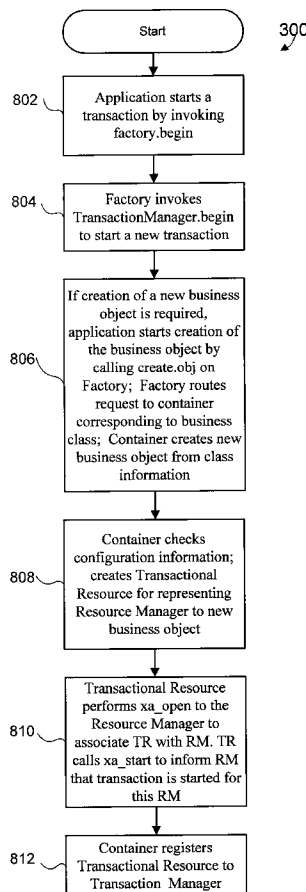 Start
300
802
Application starts a
transaction by invoking
factory.begin
804
Factory invokes
TransactionManager.begin
to start a new transaction
806
If creation of a new business
object is required,
application starts creation of
the business object by
calling create.obj on
Factory; Factory routes
request to container
corresponding to business
class; Container creates new
business object from class
information
808
Container checks
configuration information;
creates Transactional
Resource for representing
Resource Manager to new
business object
810
Transactional Resource
performs xa_open to the
Resource Manager to
associate TR with RM. TR
calls xa_start to inform RM
that transaction is started for
this RM
812
Container registers
Transactional Resource to
Transaction_Manager